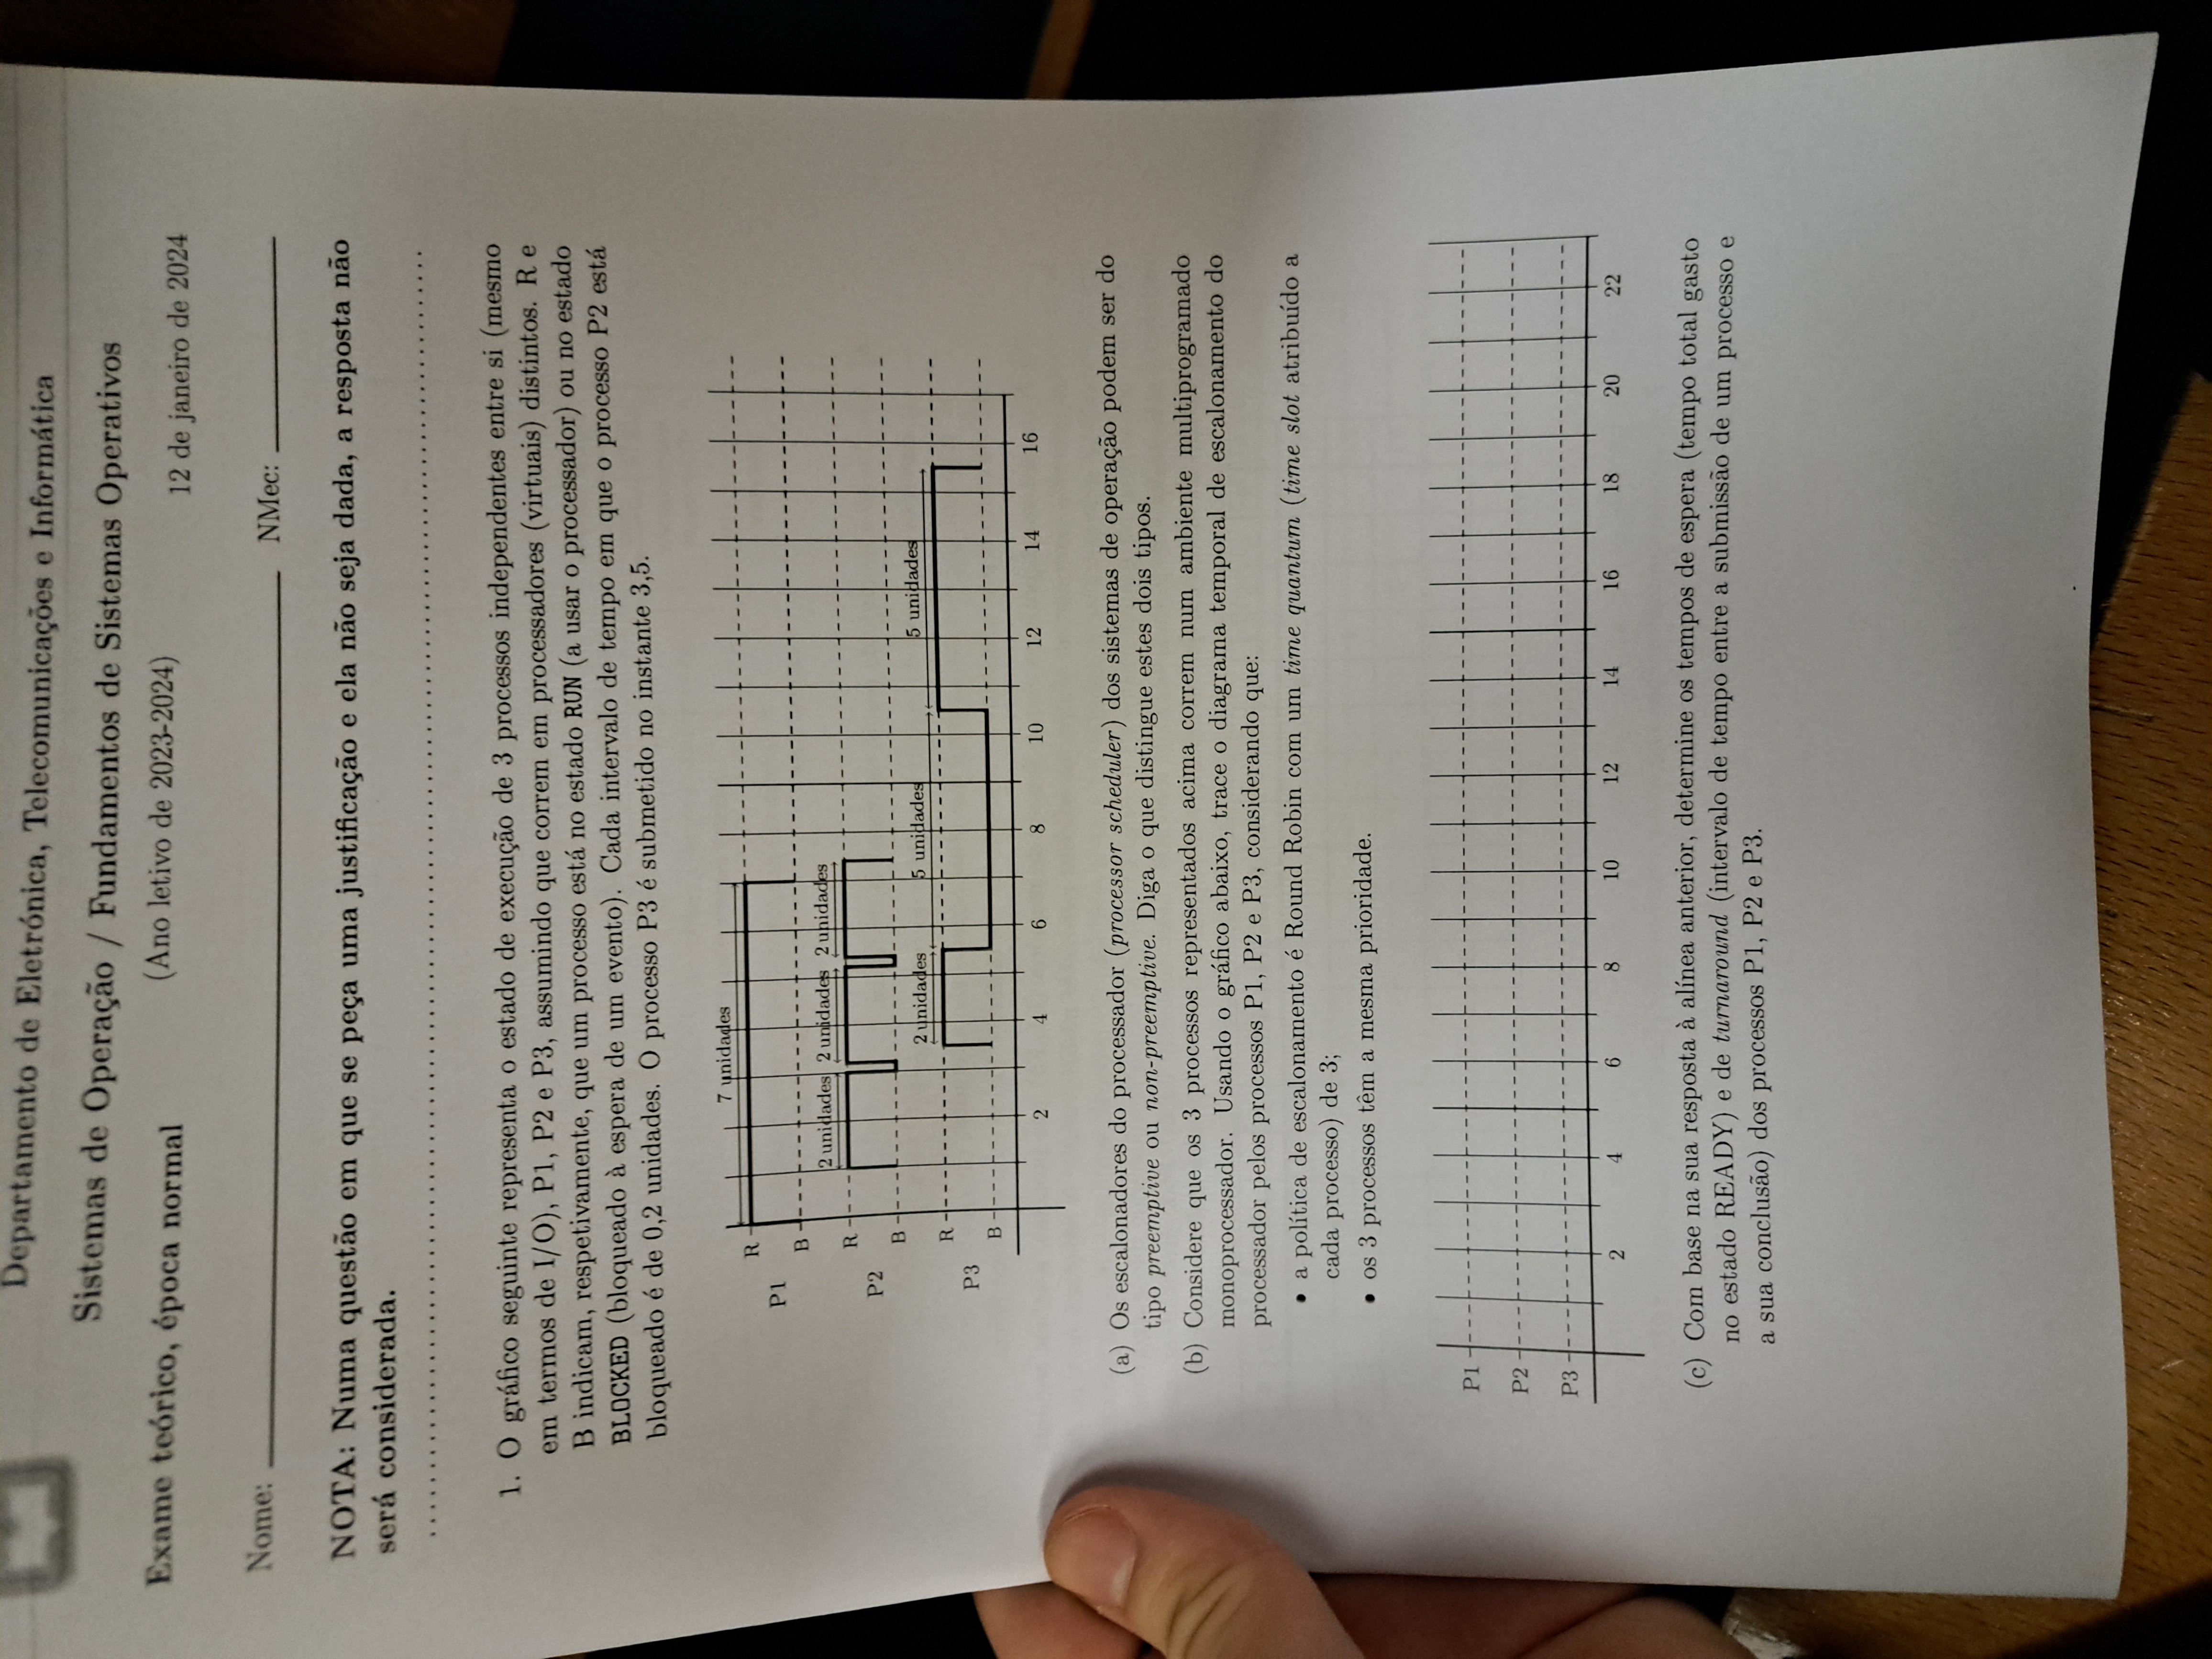 Departamento de Eletrónica, Telecomunicações e Informática
Sistemas de Operação / Fundamentos de Sistemas Operativos
Exame teórico, época normal (Ano letivo de 2023-2024) 12 de janeiro de 2024
Nome: NMec:
NOTA: Numa questão em que se peça uma justificação e ela não seja dada, a resposta não
será considerada.
1. O gráfico seguinte representa o estado de execução de 3 processos independentes entre si (mesmo
em termos de I/O), P1, P2 e P3, assumindo que correm em processadores (virtuais) distintos. R e
B indicam, respetivamente, que um processo está no estado RUN (a usar o processador) ou no estado
BLOCKED (bloqueado à espera de um evento). Cada intervalo de tempo em que o processo P2 está
bloqueado é de 0,2 unidades. O processo P3 é submetido no instante 3,5.
7 unidades
R
P1
B
2 unidades 2 unidades 2 unidades
R
P2
B
2 unidades 5 unidades 5 unidades
R
P3
B
2 4 6 8 10 12 14 16
(a) Os escalonadores do processador (processor scheduler) dos sistemas de operação podem ser do
tipo preemptive ou non-preemptive. Diga o que distingue estes dois tipos.
(b) Considere que os 3 processos representados acima correm num ambiente multiprogramado
monoprocessador. Usando o gráfico abaixo, trace o diagrama temporal de escalonamento do
processador pelos processos P1, P2 e P3, considerando que:
• a política de escalonamento é Round Robin com um time quantum (time slot atribuído a
cada processo) de 3;
• os 3 processos têm a mesma prioridade.
P1
P2
P3
2 4 6 8 10 12 14 16 18 20 22
(c) Com base na sua resposta à alínea anterior, determine os tempos de espera (tempo total gasto
no estado READY) e de turnaround (intervalo de tempo entre a submissão de um processo e
a sua conclusão) dos processos P1, P2 e P3.